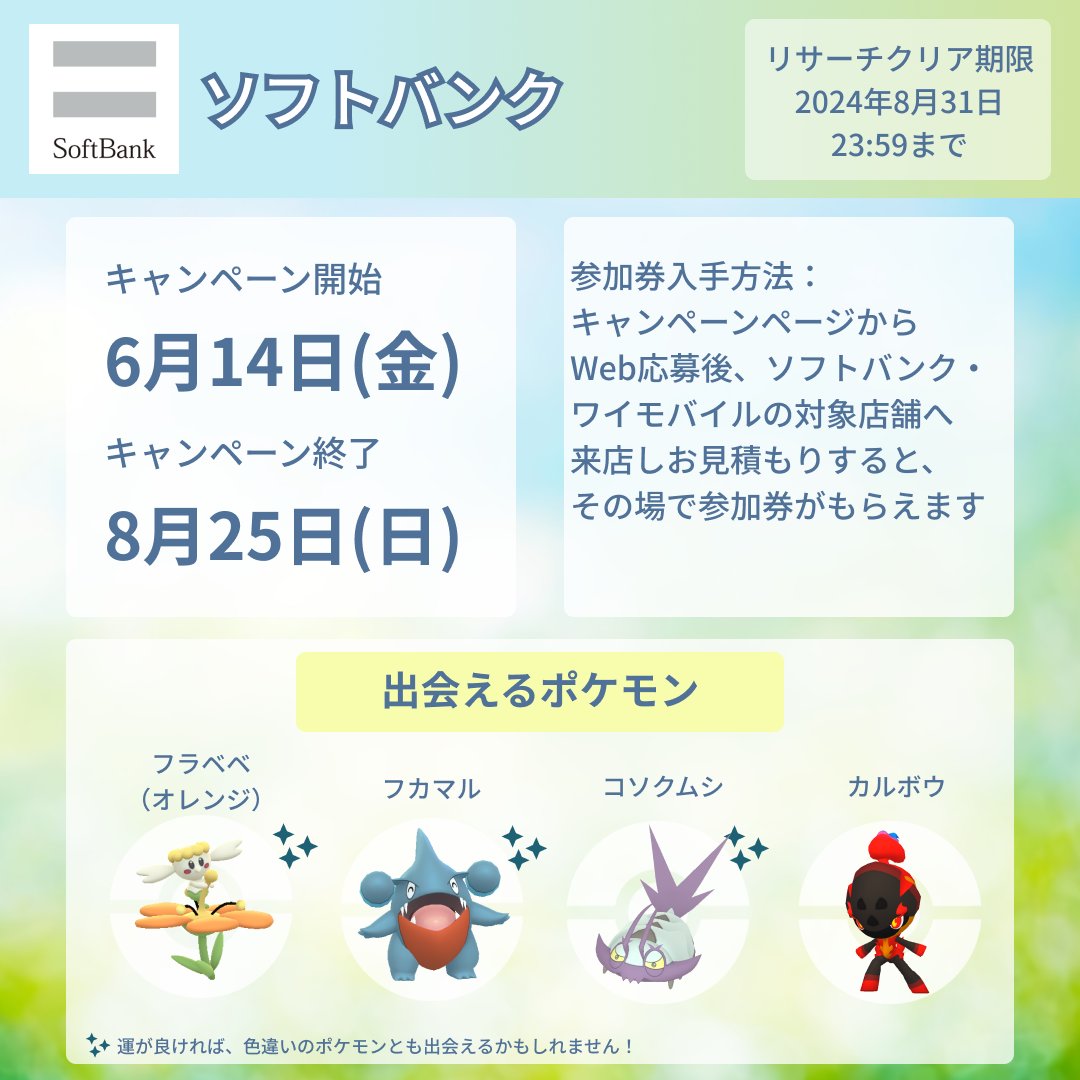 SoftBank
ソフトバンク
リサーチクリア期限
2024年8月31日
23:59まで
キャンペーン開始
6月14日(金)
キャンペーン終了
8月25日(日)
参加券入手方法：
キャンペーンページから
Web応募後、ソフトバンク・
ワイモバイルの対象店舗へ
来店しお見積もりすると、
その場で参加券がもらえます
出会えるポケモン
フラベベ
（オレンジ）
フカマル
コソクムシ
カルボウ
運が良ければ、色違いのポケモンとも出会えるかもしれません！